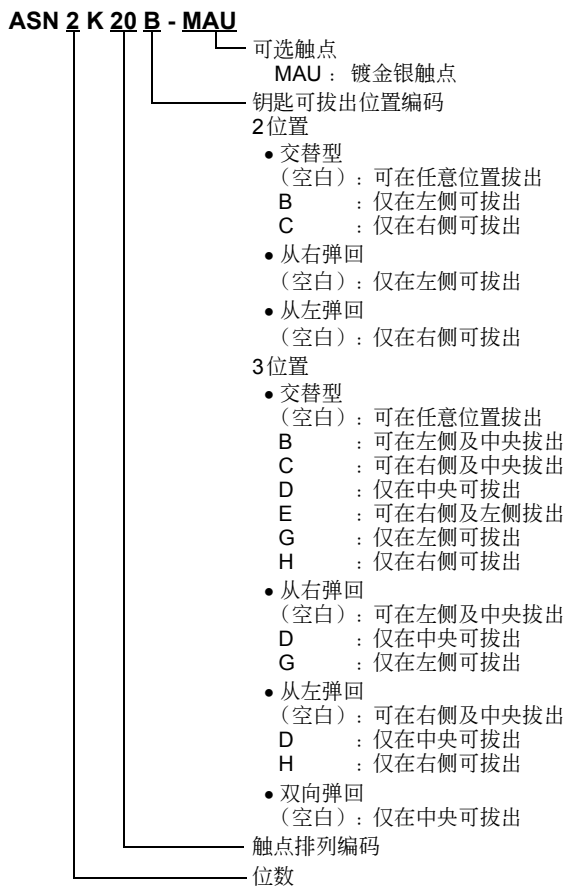 ASN 2 K 20 B - MAU
可选触点
MAU ： 镀金银触点
钥匙可拔出位置编码
2位置
• 交替型
（空白）：可在任意位置拔出
B ：仅在左侧可拔出
C ：仅在右侧可拔出
• 从右弹回
（空白）：仅在左侧可拔出
• 从左弹回
（空白）：仅在右侧可拔出
3位置
• 交替型
（空白）：可在任意位置拔出
B ：可在左侧及中央拔出
C ：可在右侧及中央拔出
D ：仅在中央可拔出
E ：可在右侧及左侧拔出
G ：仅在左侧可拔出
H ：仅在右侧可拔出
• 从右弹回
（空白）：可在左侧及中央拔出
D ：仅在中央可拔出
G ：仅在左侧可拔出
• 从左弹回
（空白）：可在右侧及中央拔出
D ：仅在中央可拔出
H ：仅在右侧可拔出
• 双向弹回
（空白）：仅在中央可拔出
触点排列编码
位数